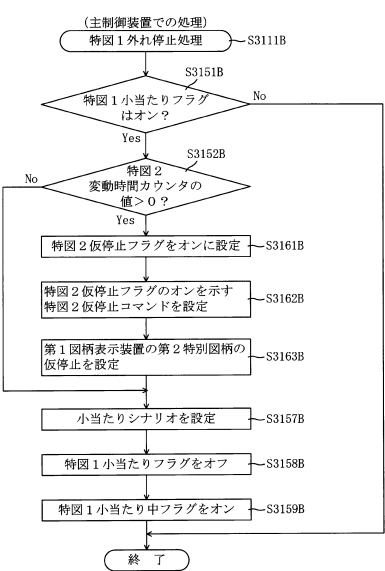 (主制御装置での処理)
特図1外れ停止処理
S3111B
S3151B
特図1小当たりフラグ
はオン?
No
Yes
S3152B
特図2
変動時間カウンタの
値>0?
No
Yes
特図2仮停止フラグをオンに設定
S3161B
特図2仮停止フラグのオンを示す
特図2仮停止コマンドを設定
S3162B
第1図柄表示装置の第2特別図柄の
仮停止を設定
S3163B
小当たりシナリオを設定
S3157B
特図1小当たりフラグをオフ
S3158B
特図1小当たり中フラグをオン
S3159B
終 了